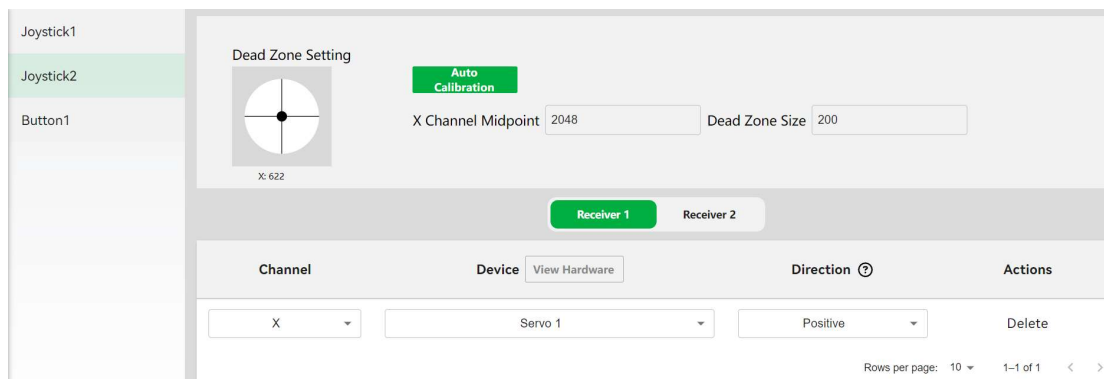 Joystick1
Joystick2
Button1
Dead Zone Setting
X: 622
Auto
Calibration
X Channel Midpoint 2048 Dead Zone Size 200
Receiver 1 Receiver 2
Channel Device View Hardware Direction ? Actions
X Servo 1 Positive Delete
Rows per page: 10 1–1 of 1 < >